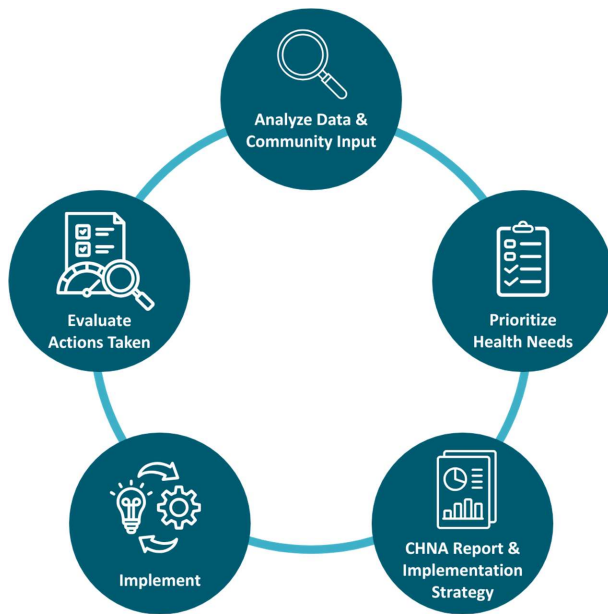 Analyze Data &
Community Input
Prioritize
Health Needs
CHNA Report &
Implementation
Strategy
Implement
Evaluate
Actions Taken